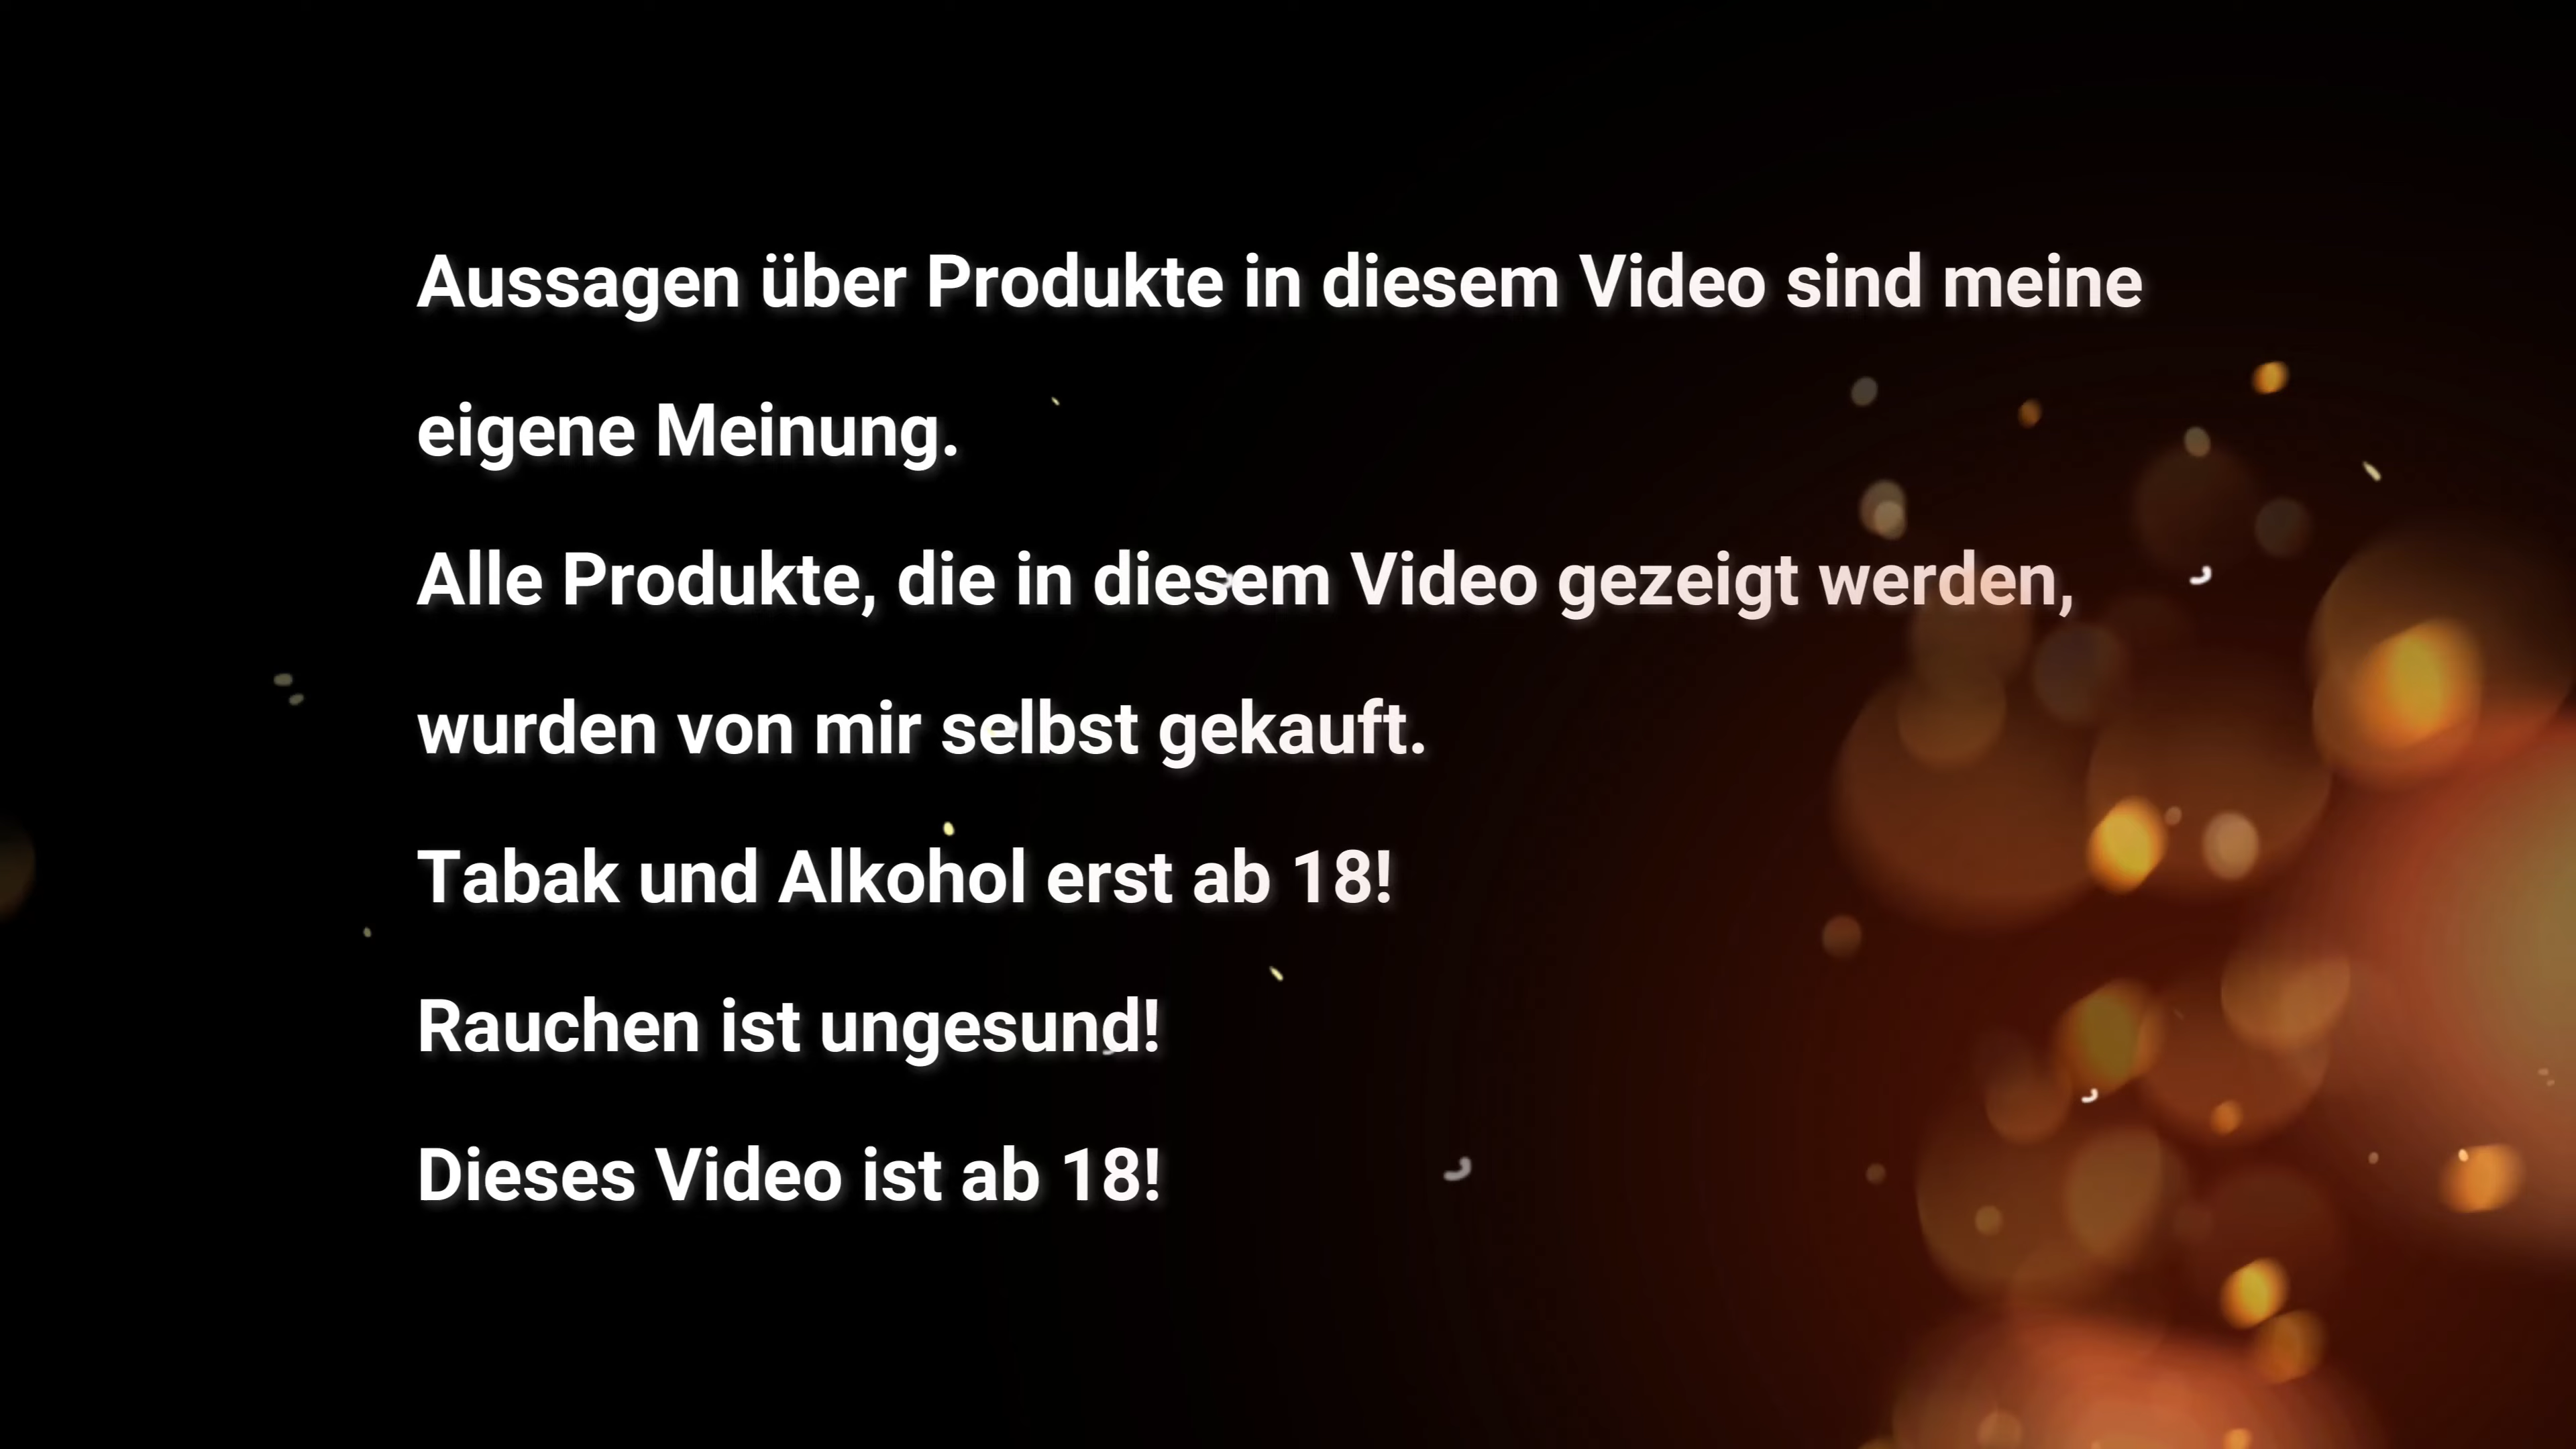 Aussagen über Produkte in diesem Video sind meine
eigene Meinung.
Alle Produkte, die in diesem Video gezeigt werden,
wurden von mir selbst gekauft.
Tabak und Alkohol erst ab 18!
Rauchen ist ungesund!
Dieses Video ist ab 18!